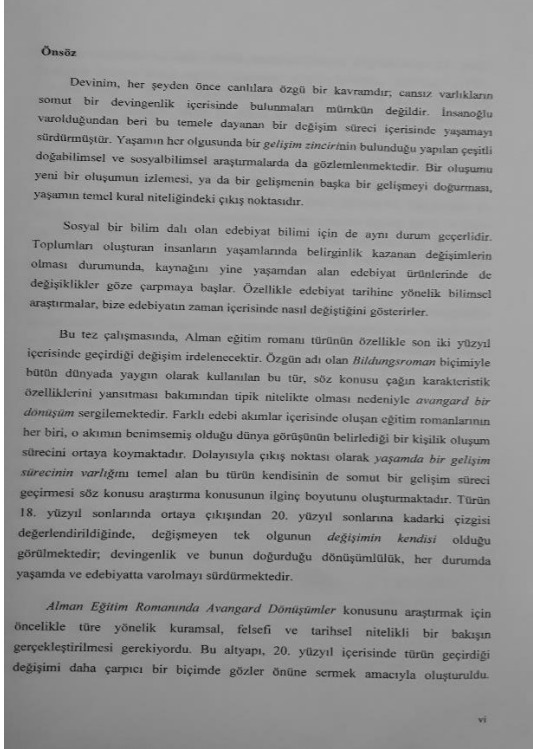 Önsöz
Devinim, her şeyden önce canlılara özgü bir kavramdır; cansız varlıkların
somut bir devingenlik içerisinde bulunmaları mümkün değildir. İnsanoğlu
varolduğundan beri bu temele dayanan bir değişim süreci içerisinde yaşamayı
sürdürmüştür. Yaşamın her olgusunda bir gelişim zincirinin bulunduğu yapılan çeşitli
doğabilimsel ve sosyalbilimsel araştırmalarda da gözlemlenmektedir. Bir oluşumu
yeni bir oluşumun izlemesi, ya da bir gelişmenin başka bir gelişmeyi doğurması,
yaşamın temel kural niteliğindeki çıkış noktasıdır.
Sosyal bir bilim dalı olan edebiyat bilimi için de aynı durum geçerlidir.
Toplumları oluşturan insanların yaşamlarında belirginlik kazanan değişimlerin
olması durumunda, kaynağını yine yaşamdan alan edebiyat ürünlerinde de
değişiklikler göze çarpmaya başlar. Özellikle edebiyat tarihine yönelik bilimsel
araştırmalar, bize edebiyatın zaman içerisinde nasıl değiştiğini gösterirler.
Bu tez çalışmasında, Alman eğitim romanı türünün özellikle son iki yüzyıl
içerisinde geçirdiği değişim irdelenecektir. Özgün adı olan Bildungsroman biçimiyle
bütün dünyada yaygın olarak kullanılan bu tür, söz konusu çağın karakteristik
özelliklerini yansıtması bakımından tipik nitelikte olması nedeniyle avangard bir
dönüşüm sergilemektedir. Farklı edebi akımlar içerisinde oluşan eğitim romanlarının
her biri, o akımın benimsemiş olduğu dünya görüşünün belirlediği bir kişilik oluşum
sürecini ortaya koymaktadır. Dolayısıyla çıkış noktası olarak yaşamda bir gelişim
sürecinin varlığını temel alan bu türün kendisinin de somut bir gelişim süreci
geçirmesi söz konusu araştırma konusunun ilginç boyutunu oluşturmaktadır. Türün
18. yüzyıl sonlarında ortaya çıkışından 20. yüzyıl sonlarına kadarki çizgisi
değerlendirildiğinde, değişmeyen tek olgunun değişimin kendisi olduğu
görülmektedir; devingenlik ve bunun doğurduğu dönüşümlülük, her durumda
yaşamda ve edebiyatta varolmayı sürdürmektedir.
Alman Eğitim Romanında Avangard Dönüşümler konusunu araştırmak için
öncelikle türe yönelik kuramsal, felsefi ve tarihsel nitelikli bir bakışın
gerçekleştirilmesi gerekiyordu. Bu altyapı, 20. yüzyıl içerisinde türün geçirdiği
değişimi daha çarpıcı bir biçimde gözler önüne sermek amacıyla oluşturuldu.
vi